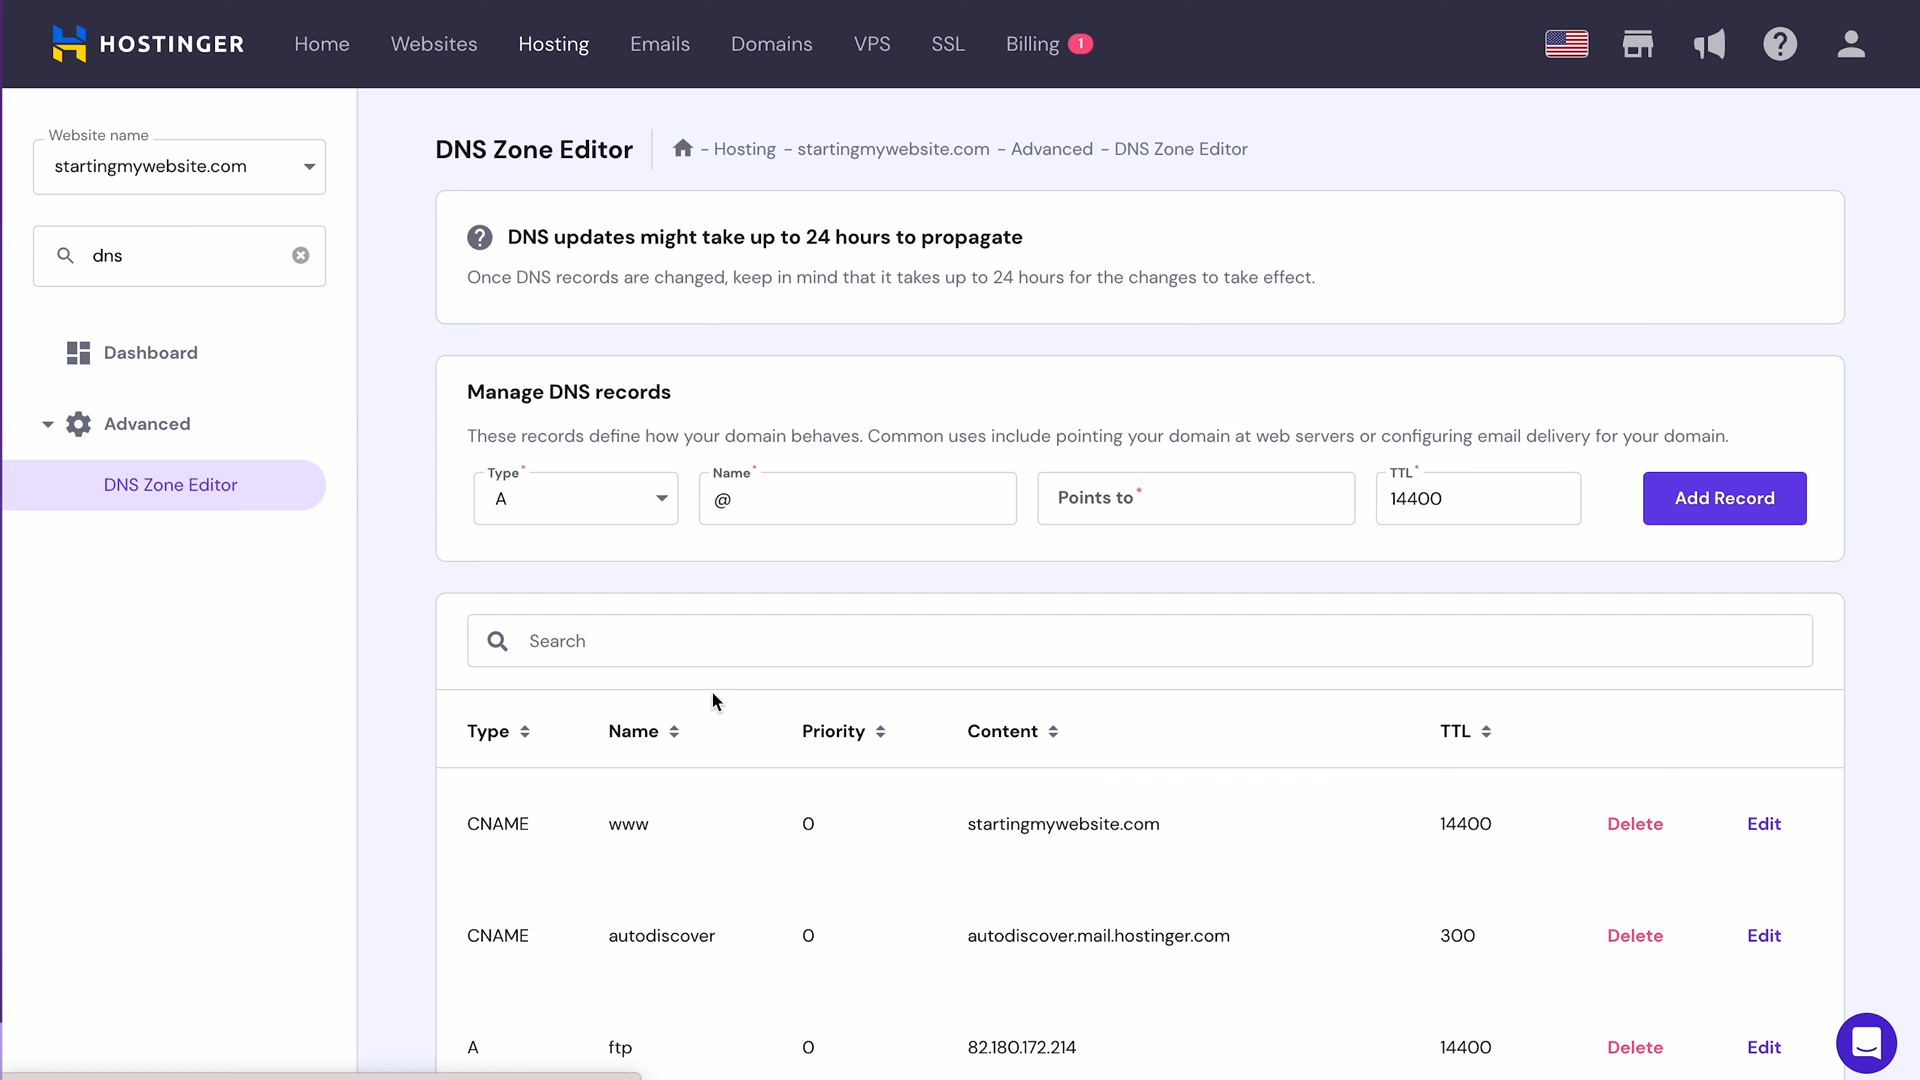 HOSTINGER Home Websites Hosting Emails Domains VPS SSL Billing 1
Website name
startingmywebsite.com
dns
Dashboard
Advanced
DNS Zone Editor
DNS Zone Editor - Hosting - startingmywebsite.com - Advanced - DNS Zone Editor
? DNS updates might take up to 24 hours to propagate
Once DNS records are changed, keep in mind that it takes up to 24 hours for the changes to take effect.
Manage DNS records
These records define how your domain behaves. Common uses include pointing your domain at web servers or configuring email delivery for your domain.
Type* Name* TTL*
A @ Points to* 14400 Add Record
Search
Type Name Priority Content TTL
CNAME www 0 startingmywebsite.com 14400 Delete Edit
CNAME autodiscover 0 autodiscover.mail.hostinger.com 300 Delete Edit
A ftp 0 82.180.172.214 14400 Delete Edit